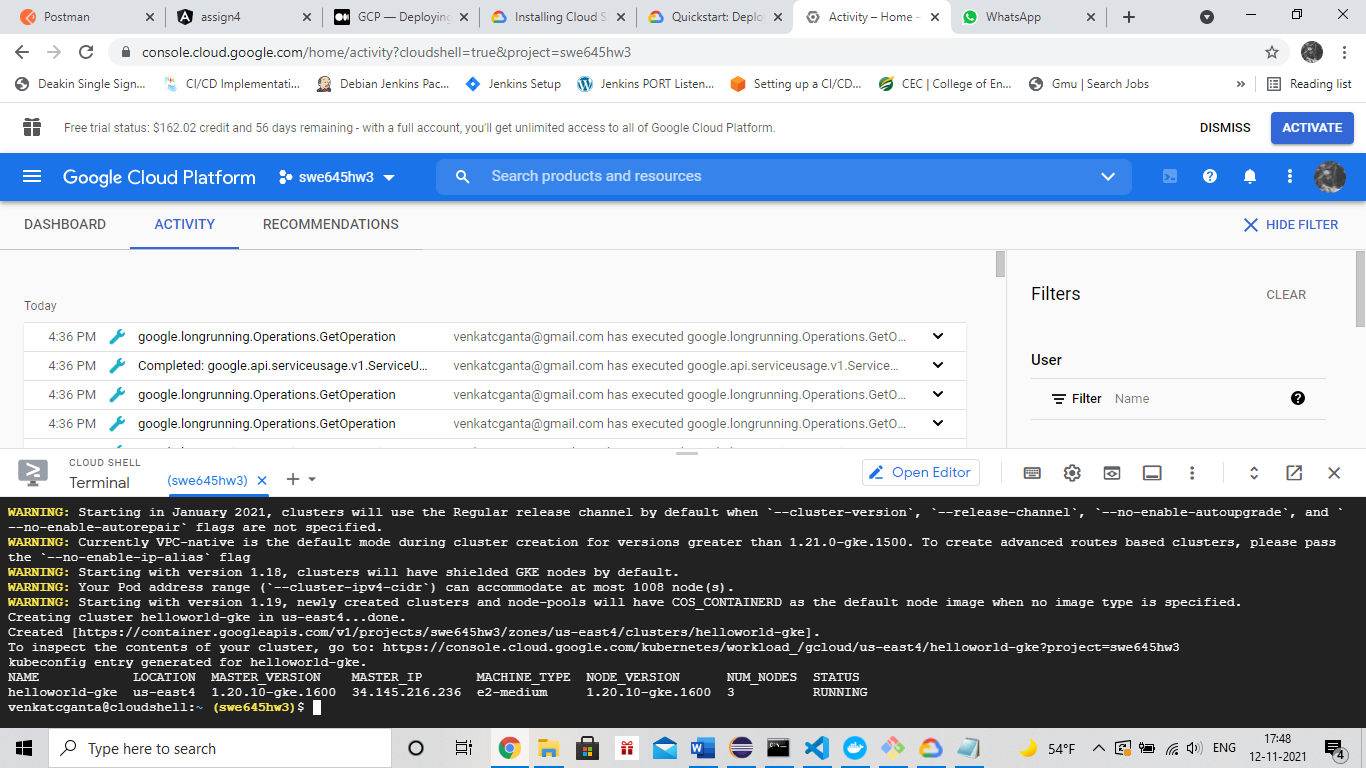 Postman
assign4
GCP — Deploying
Installing Cloud S
Quickstart: Deplo
Activity – Home –
WhatsApp
console.cloud.google.com/home/activity?cloudshell=true&project=swe645hw3
Deakin Single Sign...
CI/CD Implementati...
Debian Jenkins Pac...
Jenkins Setup
Jenkins PORT Listen...
Setting up a CI/CD...
CEC | College of En...
Gmu | Search Jobs
»
Reading list
Free trial status: $162.02 credit and 56 days remaining - with a full account, you'll get unlimited access to all of Google Cloud Platform.
DISMISS
ACTIVATE
Google Cloud Platform
swe645hw3
Search products and resources
DASHBOARD
ACTIVITY
RECOMMENDATIONS
HIDE FILTER
Today
4:36 PM google.longrunning.Operations.GetOperation venkatcganta@gmail.com has executed google.longrunning.Operations.GetO...
4:36 PM Completed: google.api.serviceusage.v1.ServiceU... venkatcganta@gmail.com has executed google.api.serviceusage.v1.Service...
4:36 PM google.longrunning.Operations.GetOperation venkatcganta@gmail.com has executed google.longrunning.Operations.GetO...
4:36 PM google.longrunning.Operations.GetOperation venkatcganta@gmail.com has executed google.longrunning.Operations.GetO...
Filters
CLEAR
User
Filter Name
CLOUD SHELL
Terminal
(swe645hw3)
Open Editor
WARNING: Starting in January 2021, clusters will use the Regular release channel by default when `--cluster-version`, `--release-channel`, `--no-enable-autoupgrade`, and `
--no-enable-autorepair` flags are not specified.
WARNING: Currently VPC-native is the default mode during cluster creation for versions greater than 1.21.0-gke.1500. To create advanced routes based clusters, please pass
the `--no-enable-ip-alias` flag
WARNING: Starting with version 1.18, clusters will have shielded GKE nodes by default.
WARNING: Your Pod address range (`--cluster-ipv4-cidr`) can accommodate at most 1008 node(s).
WARNING: Starting with version 1.19, newly created clusters and node-pools will have COS_CONTAINERD as the default node image when no image type is specified.
Creating cluster helloworld-gke in us-east4...done.
Created [https://container.googleapis.com/v1/projects/swe645hw3/zones/us-east4/clusters/helloworld-gke].
To inspect the contents of your cluster, go to: https://console.cloud.google.com/kubernetes/workload_/gcloud/us-east4/helloworld-gke?project=swe645hw3
kubeconfig entry generated for helloworld-gke.
NAME LOCATION MASTER_VERSION MASTER_IP MACHINE_TYPE NODE_VERSION NUM_NODES STATUS
helloworld-gke us-east4 1.20.10-gke.1600 34.145.216.236 e2-medium 1.20.10-gke.1600 3 RUNNING
venkatcganta@cloudshell:~ (swe645hw3)$
Type here to search
54°F
ENG
17:48
12-11-2021
4